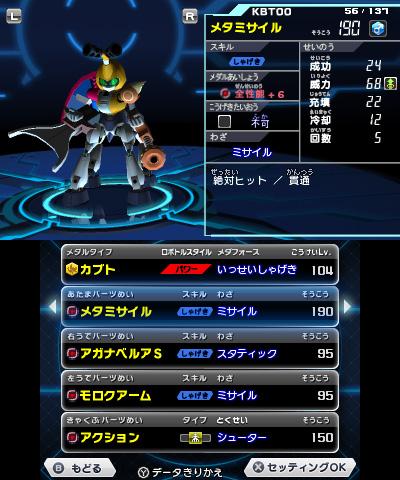 L
R
KBT00 56 / 137
メタミサイル そうこう 190
スキル
しゃげき
メダルあいしょう
ぜんせいのう
全性能+6
こうげきたいおう
ふか
不可
わざ
ミサイル
せいのう
せいこう
成功 24
いりょく
威力 68
じゅうてん
充填 22
れいきゃく
冷却 12
かいすう
回数 5
ぜったい かんつう
絶対ヒット / 貫通
メダルタイプ ロボトルスタイル メダフォース こうげいLv.
カブト パワー いっせいしゃげき 104
あたまパーツめい スキル わざ そうこう
メタミサイル しゃげき ミサイル 190
右うでパーツめい スキル わざ そうこう
アガナベルアS しゃげき スタティック 95
左うでパーツめい スキル わざ そうこう
モロクアーム しゃげき ミサイル 95
きゃくぶパーツめい タイプ とくせい そうこう
アクション シューター 150
B もどる
Y データきりかえ
X セッティングOK